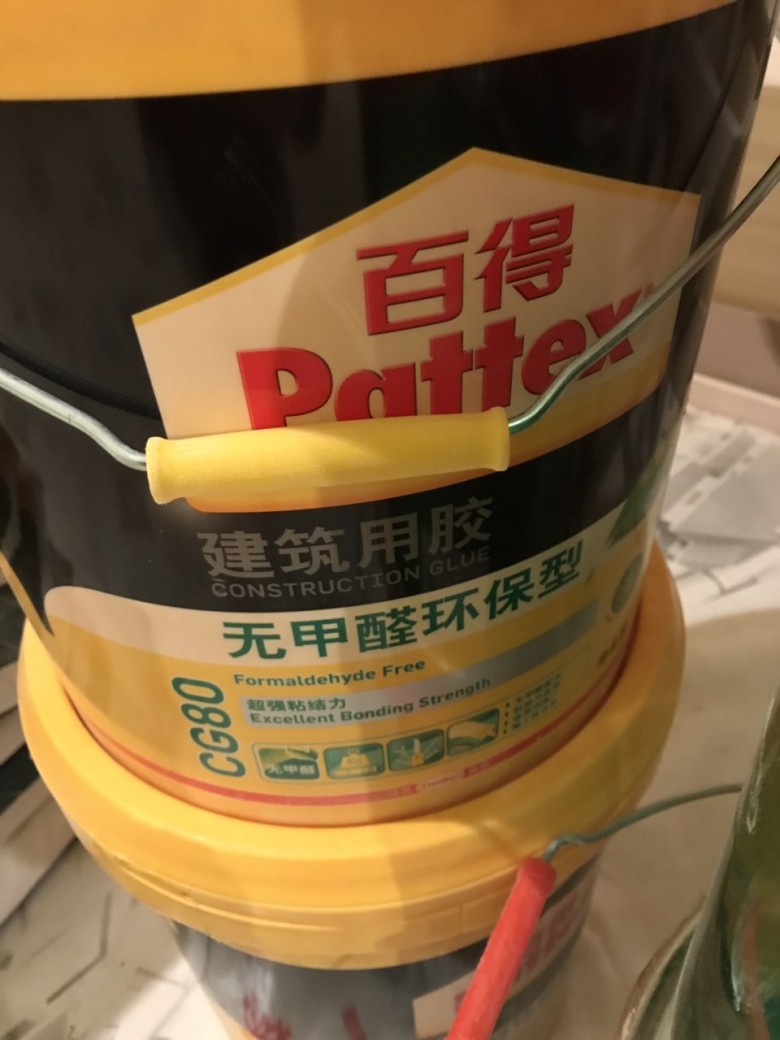 百得
Pattex
建筑用胶
CONSTRUCTION GLUE
无甲醛环保型
Formaldehyde Free
CG80
超强粘结力
Excellent Bonding Strength
无甲醛